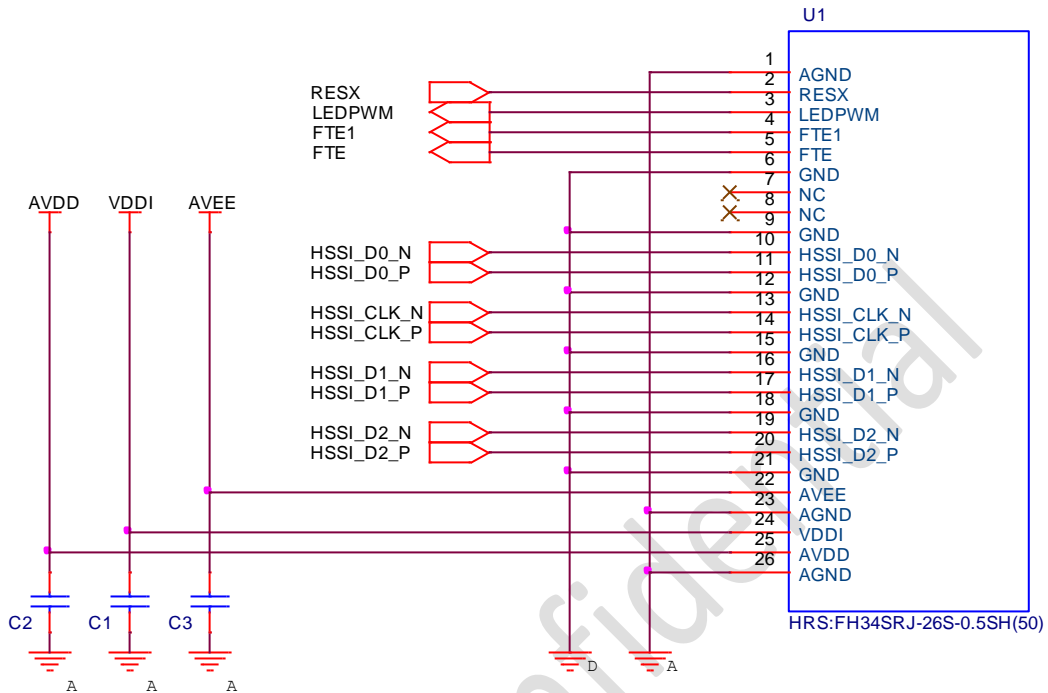 U1
1
AGND
RESX
2
RESX
LEDPWM
3
LEDPWM
FTE1
4
FTE1
FTE
5
FTE
6
GND
7
NC
8
NC
AVDD VDDI AVEE
9
GND
HSSI_D0_N
10
HSSI_D0_N
HSSI_D0_P
11
HSSI_D0_P
12
GND
HSSI_CLK_N
13
HSSI_CLK_N
HSSI_CLK_P
14
HSSI_CLK_P
15
GND
HSSI_D1_N
16
HSSI_D1_N
HSSI_D1_P
17
HSSI_D1_P
18
GND
HSSI_D2_N
19
HSSI_D2_N
HSSI_D2_P
20
HSSI_D2_P
21
GND
22
AVEE
23
AGND
24
VDDI
25
AVDD
26
AGND
C2 C1 C3
HRS:FH34SRJ-26S-0.5SH(50)
D A
A A A
nfidential